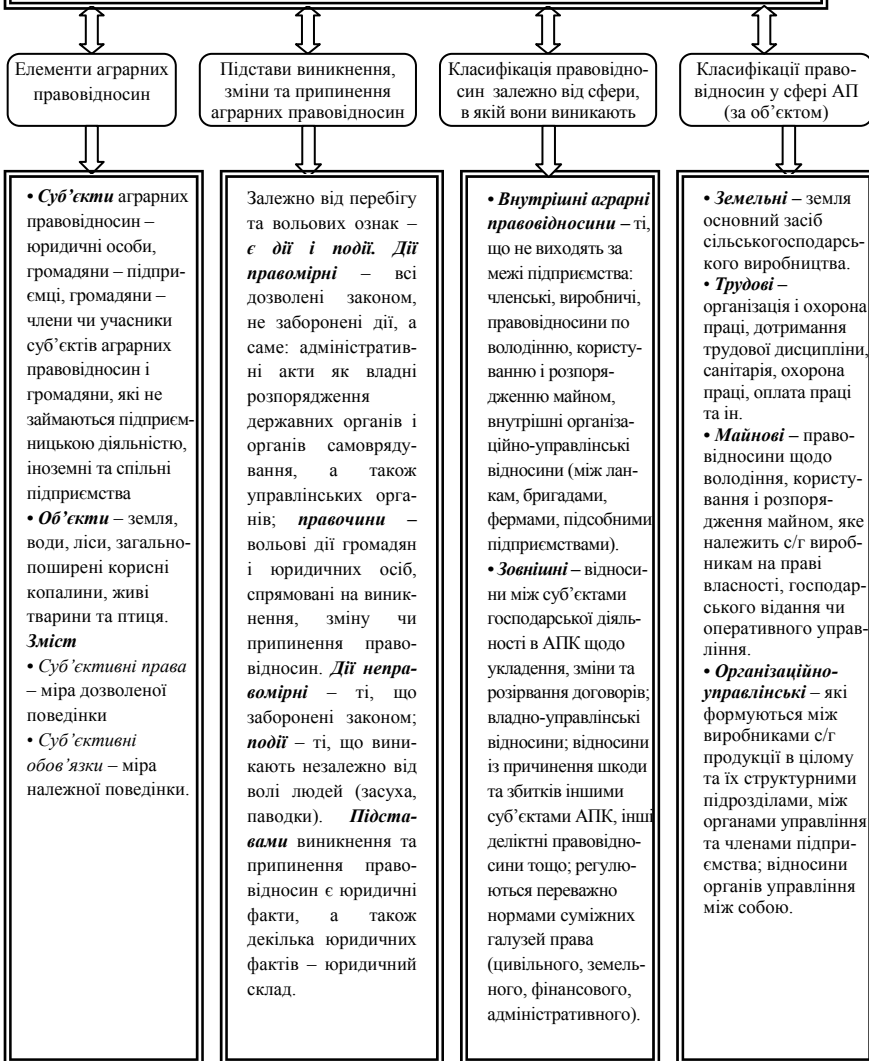 Елементи аграрних
правовідносин
Підстави виникнення,
зміни та припинення
аграрних правовідносин
Класифікація правовідно-
син залежно від сфери,
в якій вони виникають
Класифікації право-
відносин у сфері АП
(за об’єктом)
• Суб’єкти аграрних
правовідносин –
юридичні особи,
громадяни – підпри-
ємці, громадяни –
члени чи учасники
суб’єктів аграрних
правовідносин і
громадяни, які не
займаються підприєм-
ницькою діяльністю,
іноземні та спільні
підприємства
• Об’єкти – земля,
води, ліси, загально-
поширені корисні
копалини, живі
тварини та птиця.
Зміст
• Суб’єктивні права
– міра дозволеної
поведінки
• Суб’єктивні
обов’язки – міра
належної поведінки.
Залежно від перебігу
та вольових ознак –
є дії і події. Дії
правомірні – всі
дозволені законом,
не заборонені дії, а
саме: адміністратив-
ні акти як владні
розпорядження
державних органів і
органів самовряду-
вання, а також
управлінських орга-
нів; правочини –
вольові дії громадян
і юридичних осіб,
спрямовані на виник-
нення, зміну чи
припинення право-
відносин. Дії непра-
вомірні – ті, що
заборонені законом;
події – ті, що вини-
кають незалежно від
волі людей (засуха,
паводки). Підста-
вами виникнення та
припинення право-
відносин є юридичні
факти, а також
декілька юридичних
фактів – юридичний
склад.
• Внутрішні аграрні
правовідносини – ті,
що не виходять за
межі підприємства:
членські, виробничі,
правовідносини по
володінню, користу-
ванню і розпоря-
дженню майном,
внутрішні організа-
ційно-управлінські
відносини (між лан-
кам, бригадами,
фермами, підсобними
підприємствами).
• Зовнішні – відноси-
ни між суб’єктами
господарської діяль-
ності в АПК щодо
укладення, зміни та
розірвання договорів;
владно-управлінські
відносини; відносини
із причинення шкоди
та збитків іншими
суб’єктами АПК, інші
деліктні правовідно-
сини тощо; регулю-
ються переважно
нормами суміжних
галузей права
(цивільного, земель-
ного, фінансового,
адміністративного).
• Земельні – земля
основний засіб
сільськогосподарсь-
кого виробництва.
• Трудові –
організація і охорона
праці, дотримання
трудової дисципліни,
санітарія, охорона
праці, оплата праці
та ін.
• Майнові – право-
відносини щодо
володіння, користу-
вання і розпоря-
дження майном, яке
належить с/г вироб-
никам на праві
власності, господар-
ського відання чи
оперативного управ-
ління.
• Організаційно-
управлінські – які
формуються між
виробниками с/г
продукції в цілому
та їх структурними
підрозділами, між
органами управління
та членами підпри-
ємства; відносини
органів управління
між собою.